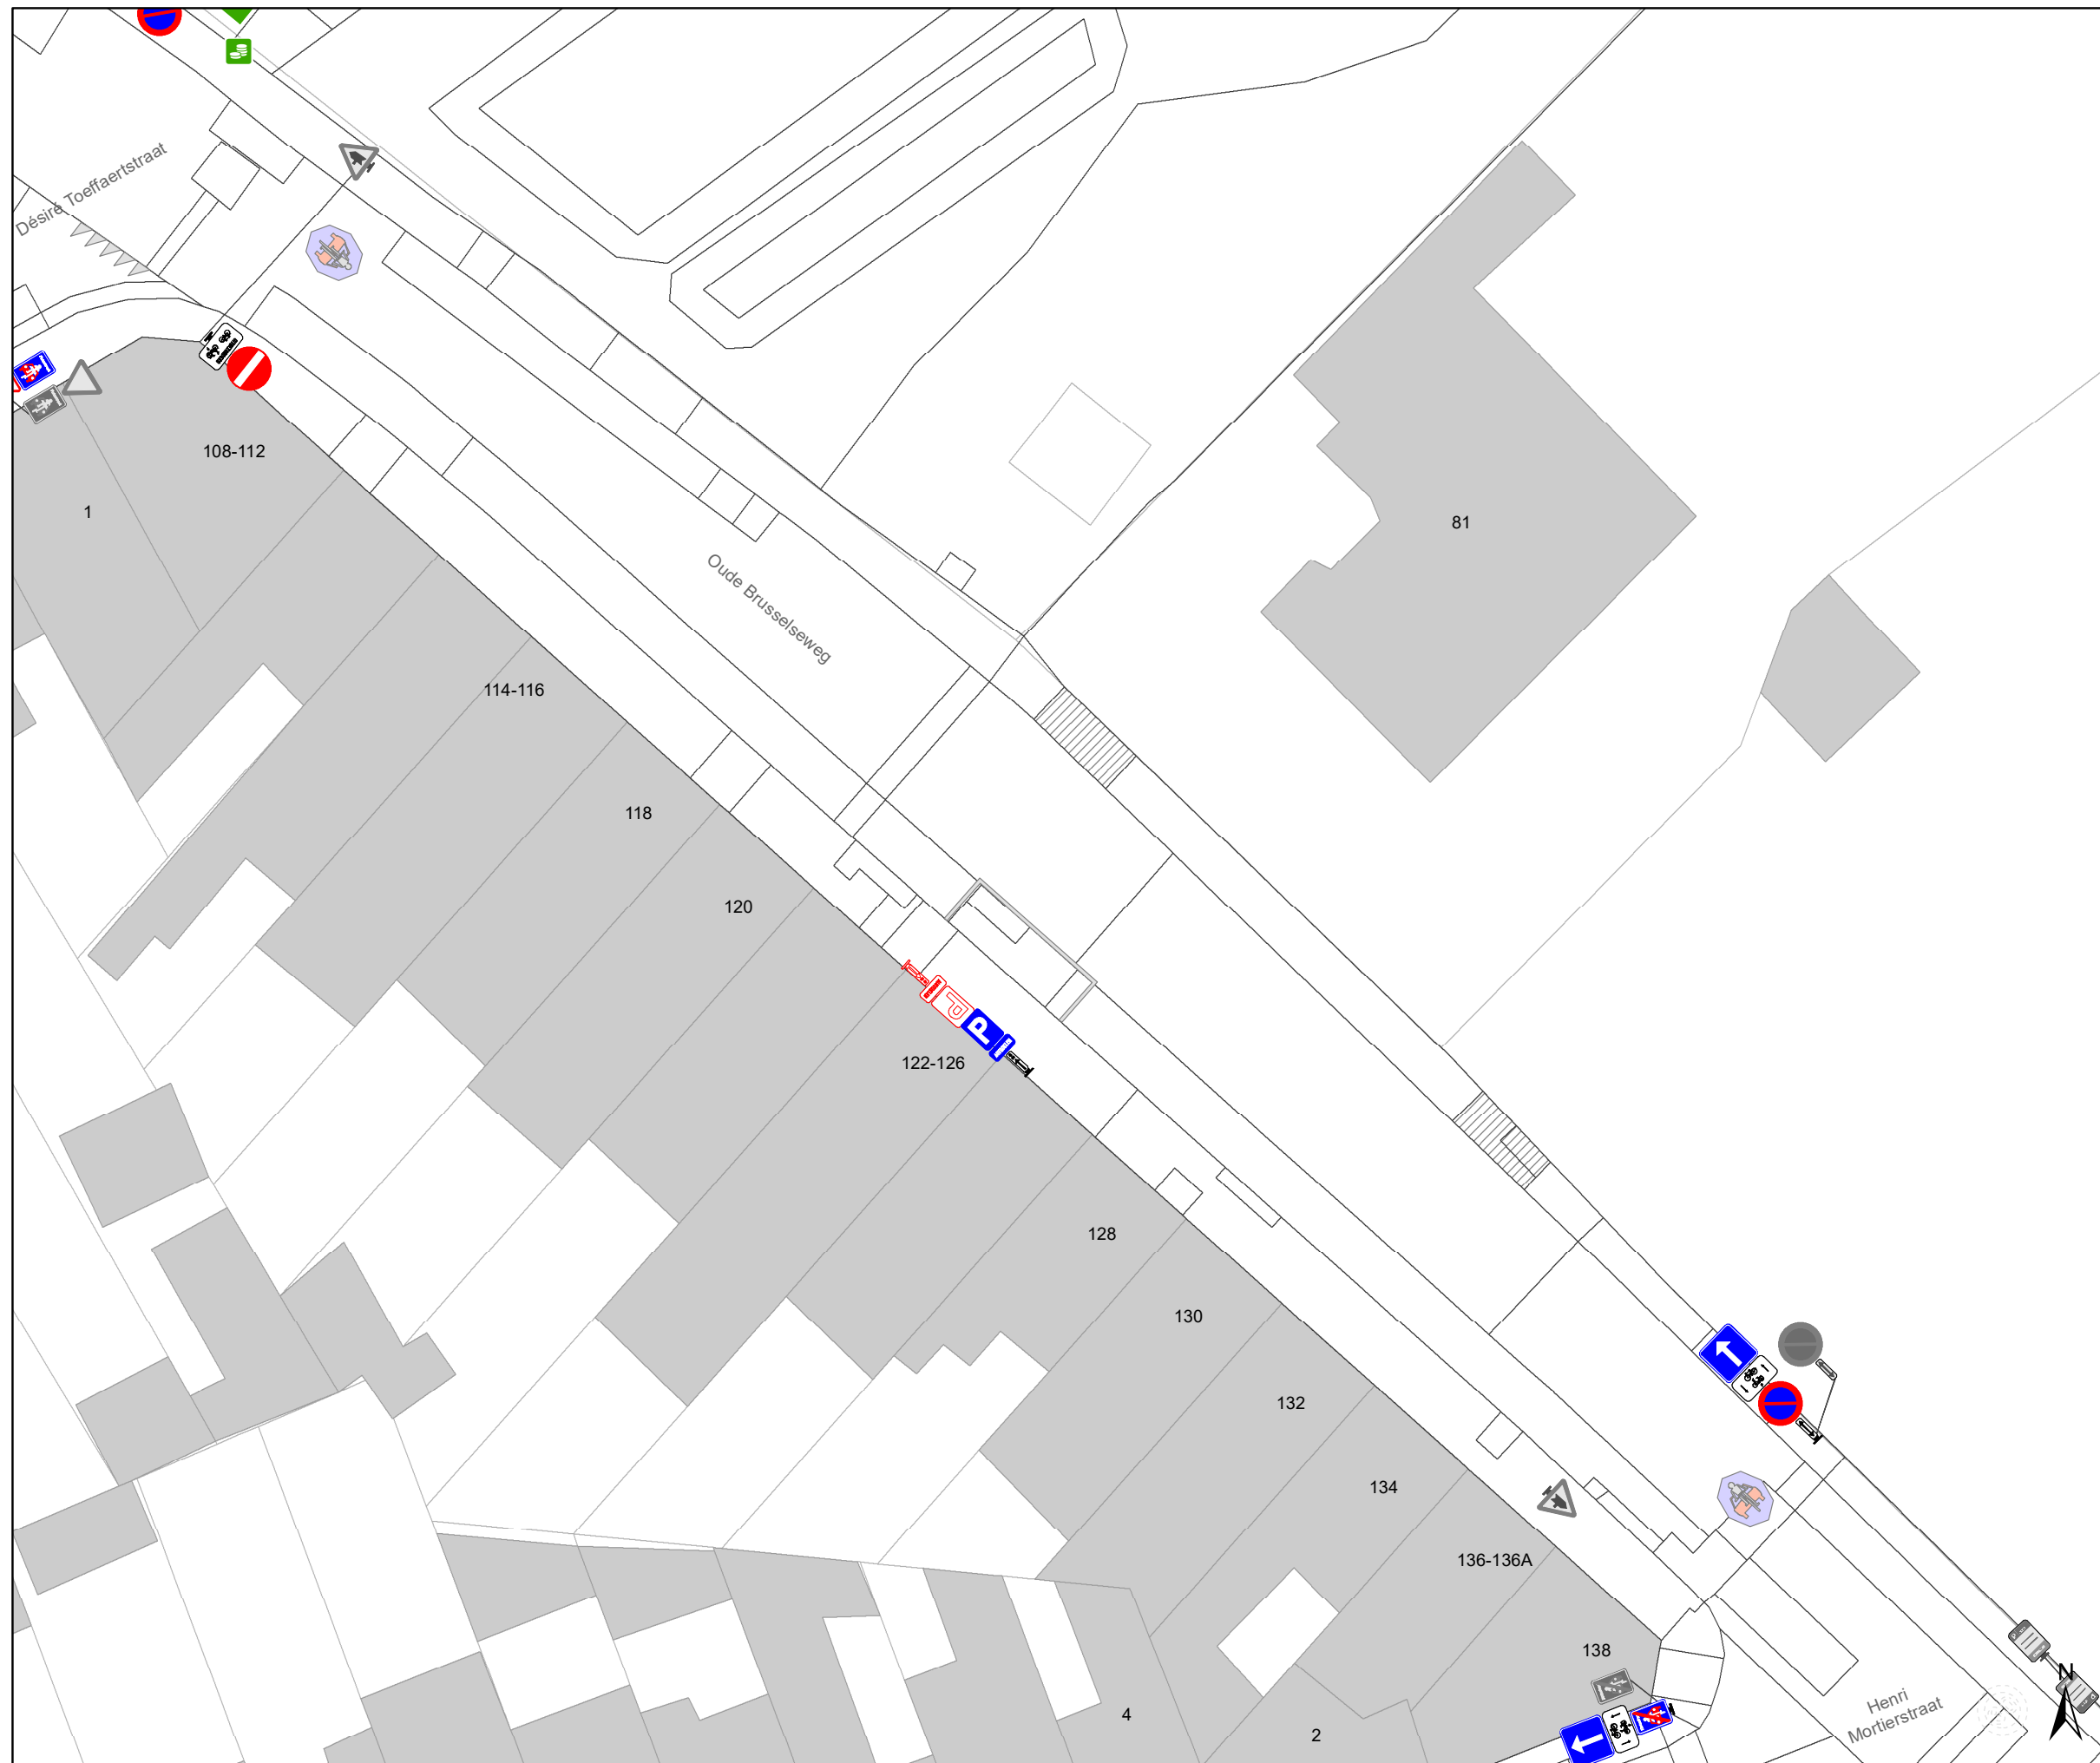 Désiré Toeffaertstraat
108-112
1
81
Oude Brusselseweg
114-116
118
120
P
P
122-126
128
130
132
134
136-136A
138
4
2
Henri
Mortierstraat
N